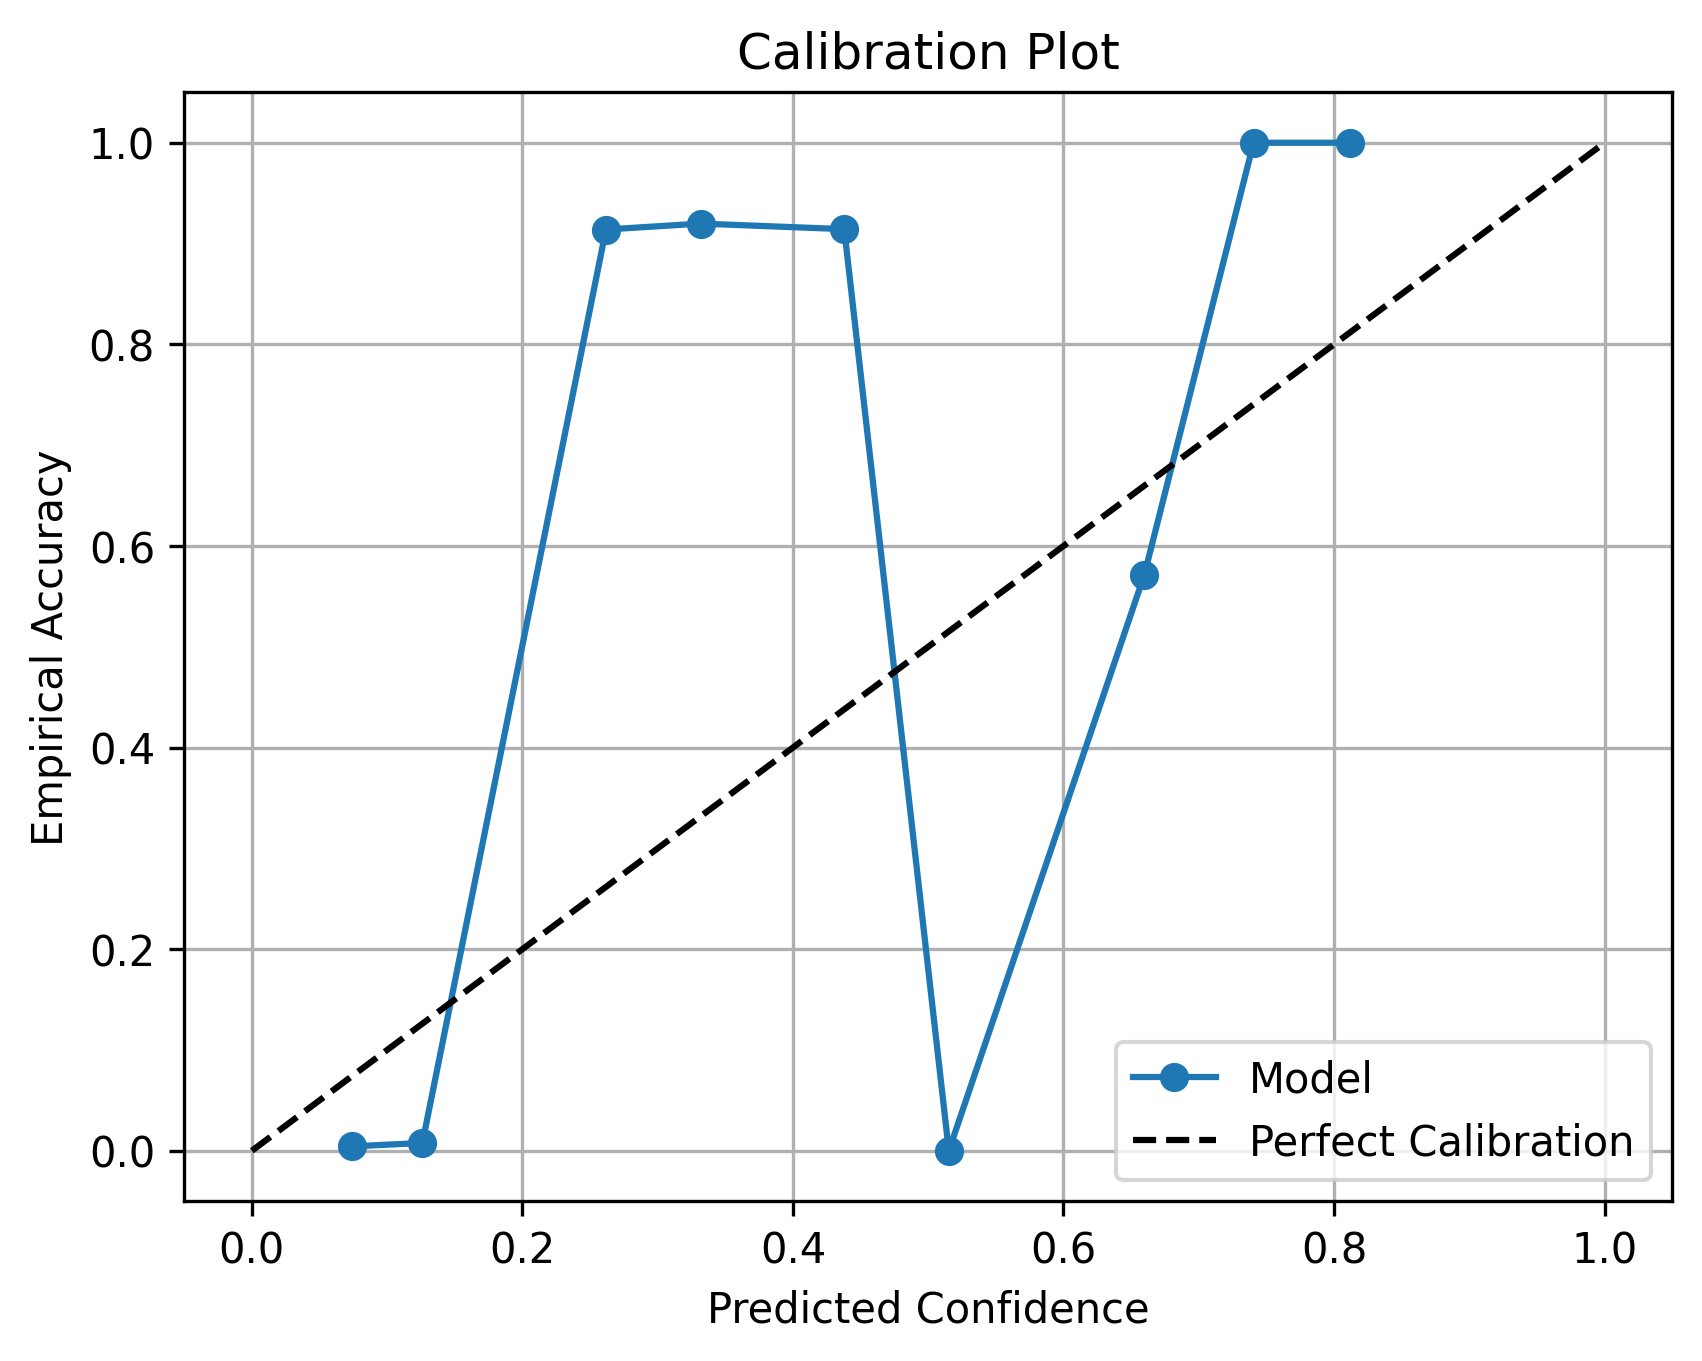 Calibration Plot
1.0
0.8
0.6
0.4
0.2
0.0
Empirical Accuracy
0.0 0.2 0.4 0.6 0.8 1.0
Predicted Confidence
Model
Perfect Calibration